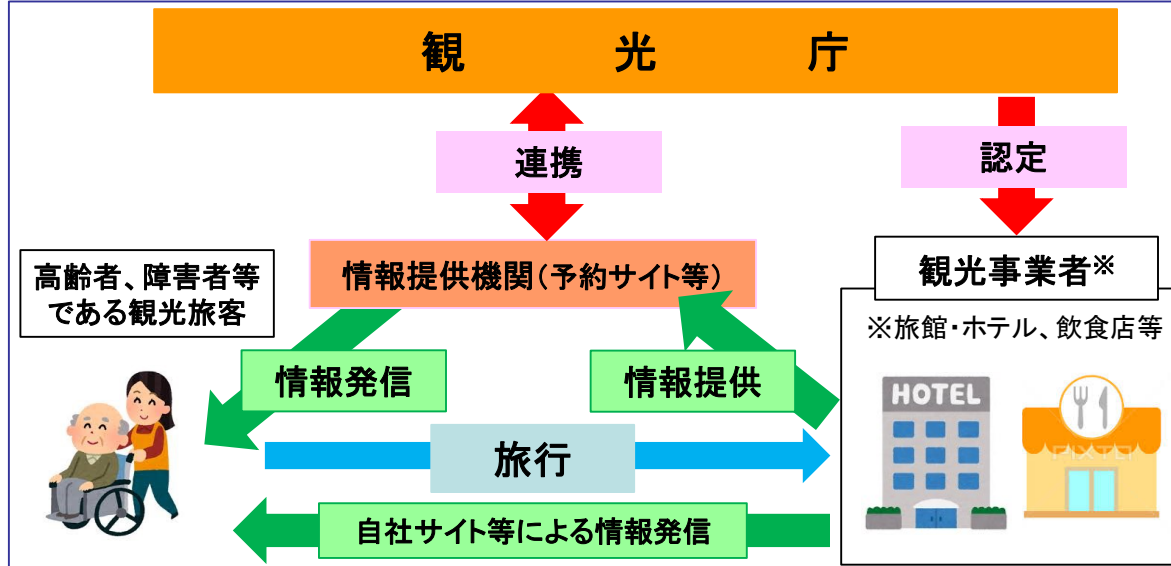 観光庁
連携
認定
高齢者、障害者等
である観光旅客
情報提供機関(予約サイト等)
観光事業者※
※旅館・ホテル、飲食店等
情報発信
情報提供
HOTEL
PIXTA
旅行
自社サイト等による情報発信